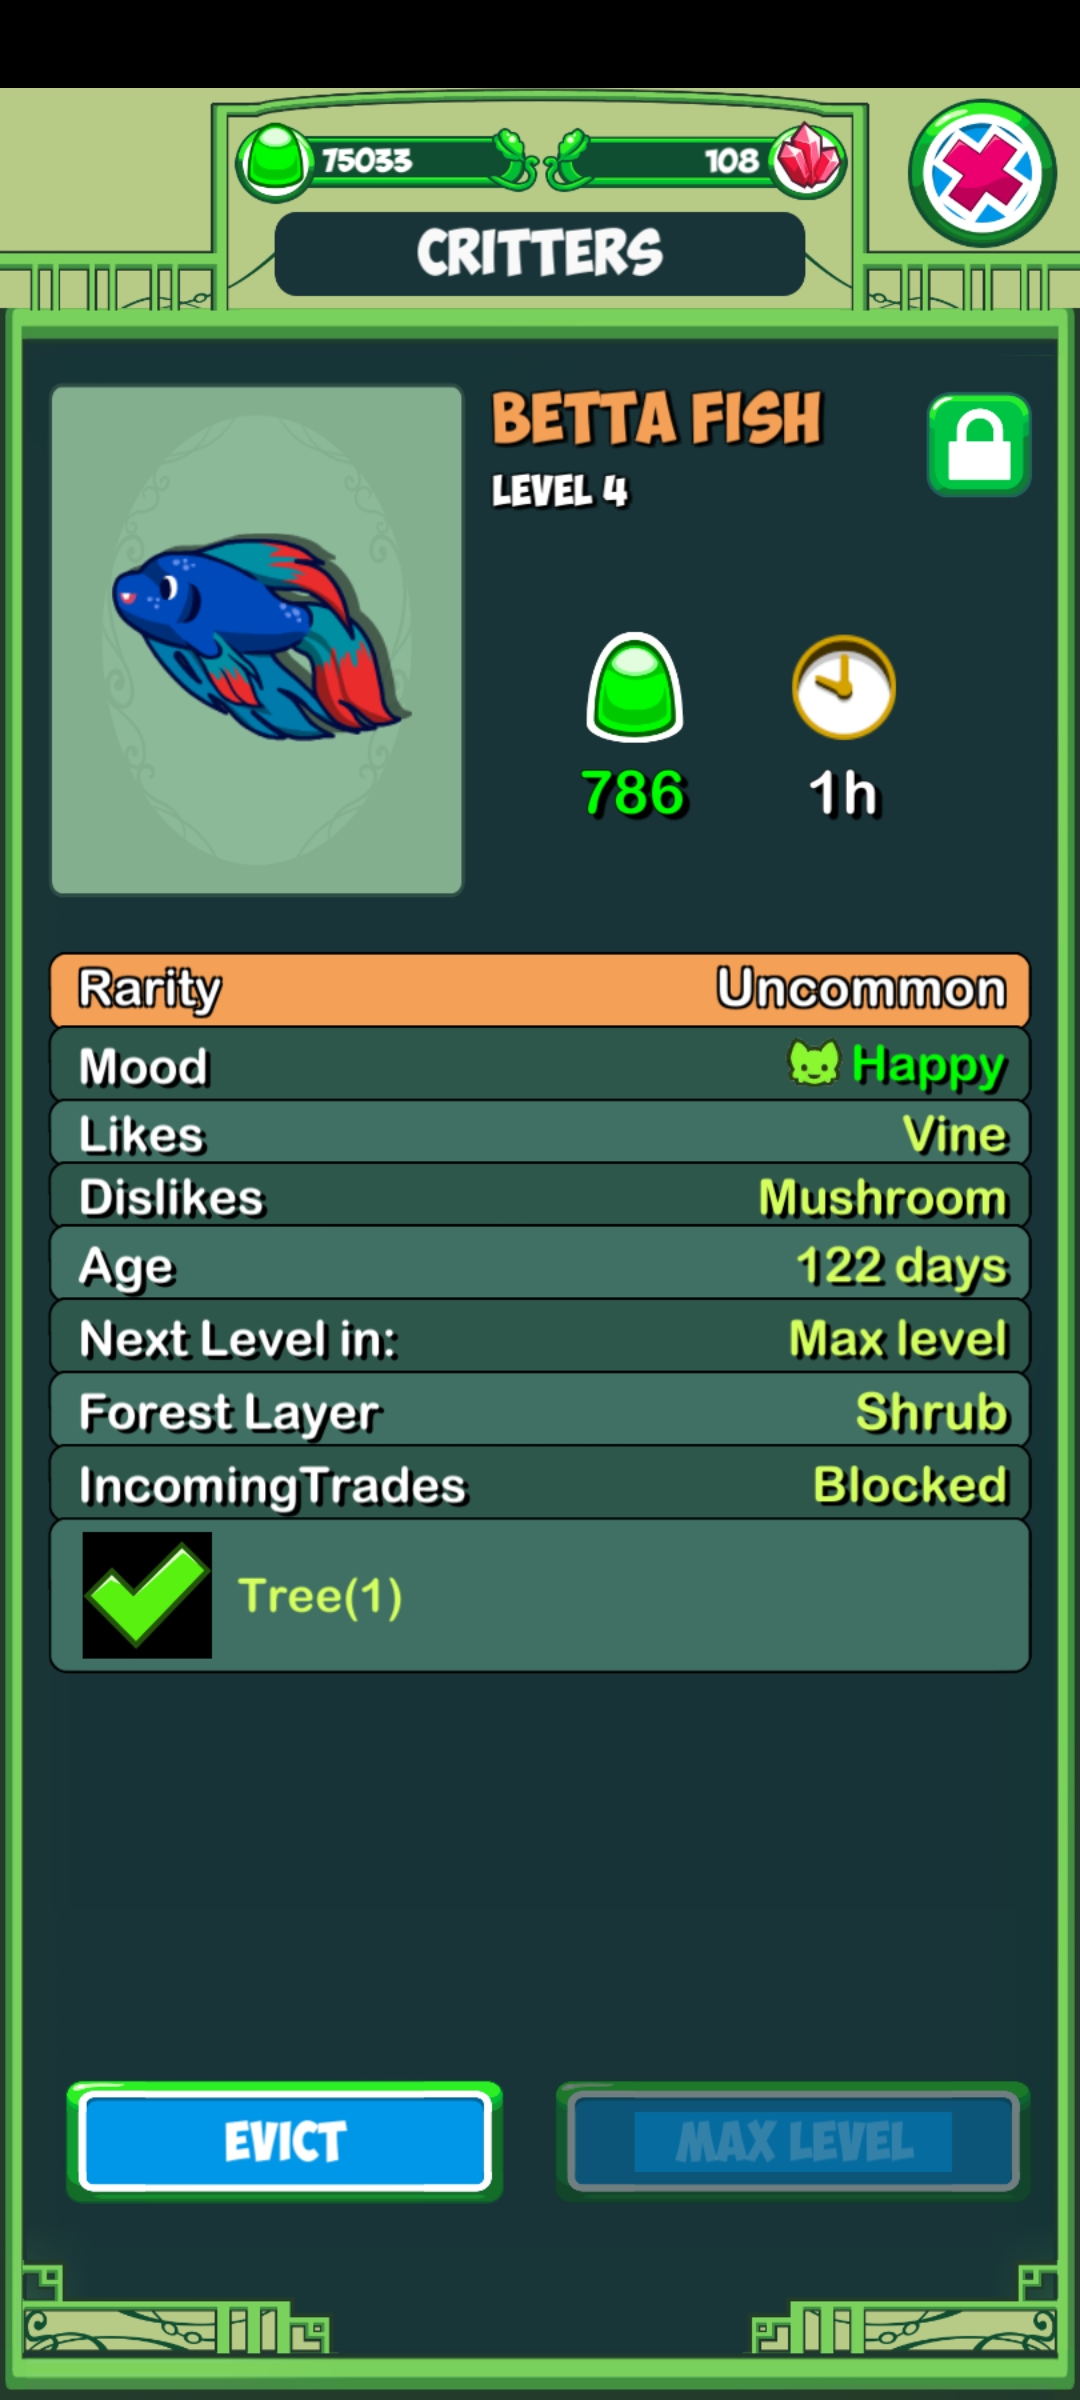 75033
108
CRITTERS
BETTA FISH
LEVEL 4
786
1h
Rarity Uncommon
Mood Happy
Likes Vine
Dislikes Mushroom
Age 122 days
Next Level in: Max level
Forest Layer Shrub
IncomingTrades Blocked
Tree(1)
EVICT
MAX LEVEL